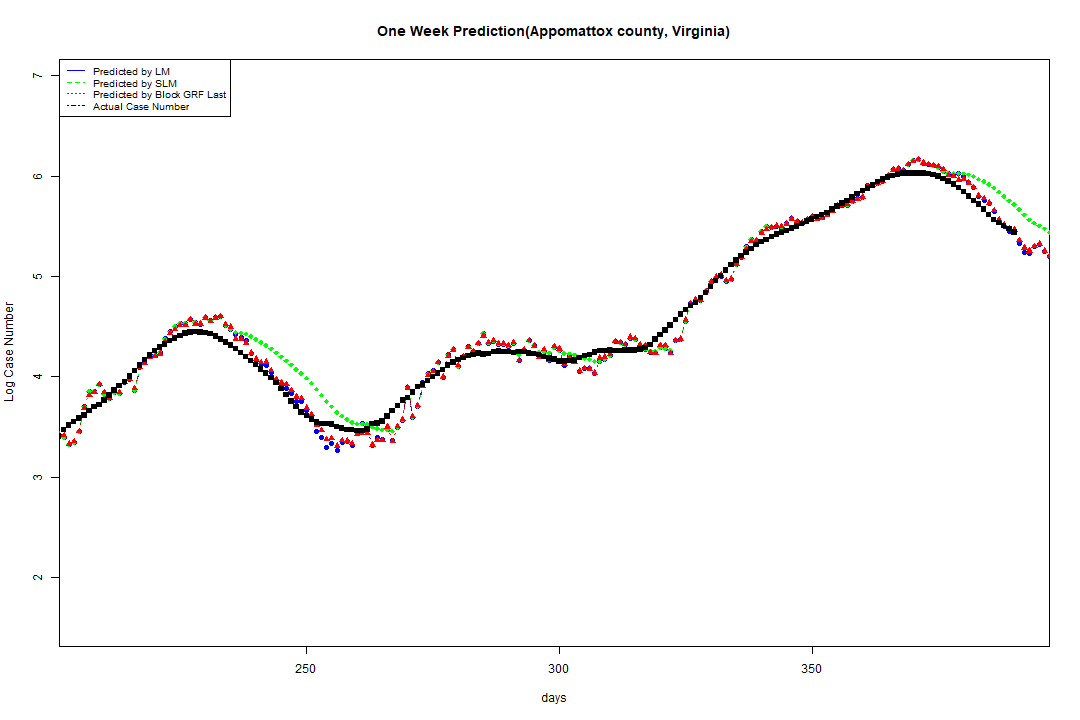 One Week Prediction(Appomattox county, Virginia)
Predicted by LM
Predicted by SLM
Predicted by Block GRF Last
Actual Case Number
7
6
5
4
3
2
Log Case Number
250
300
350
days